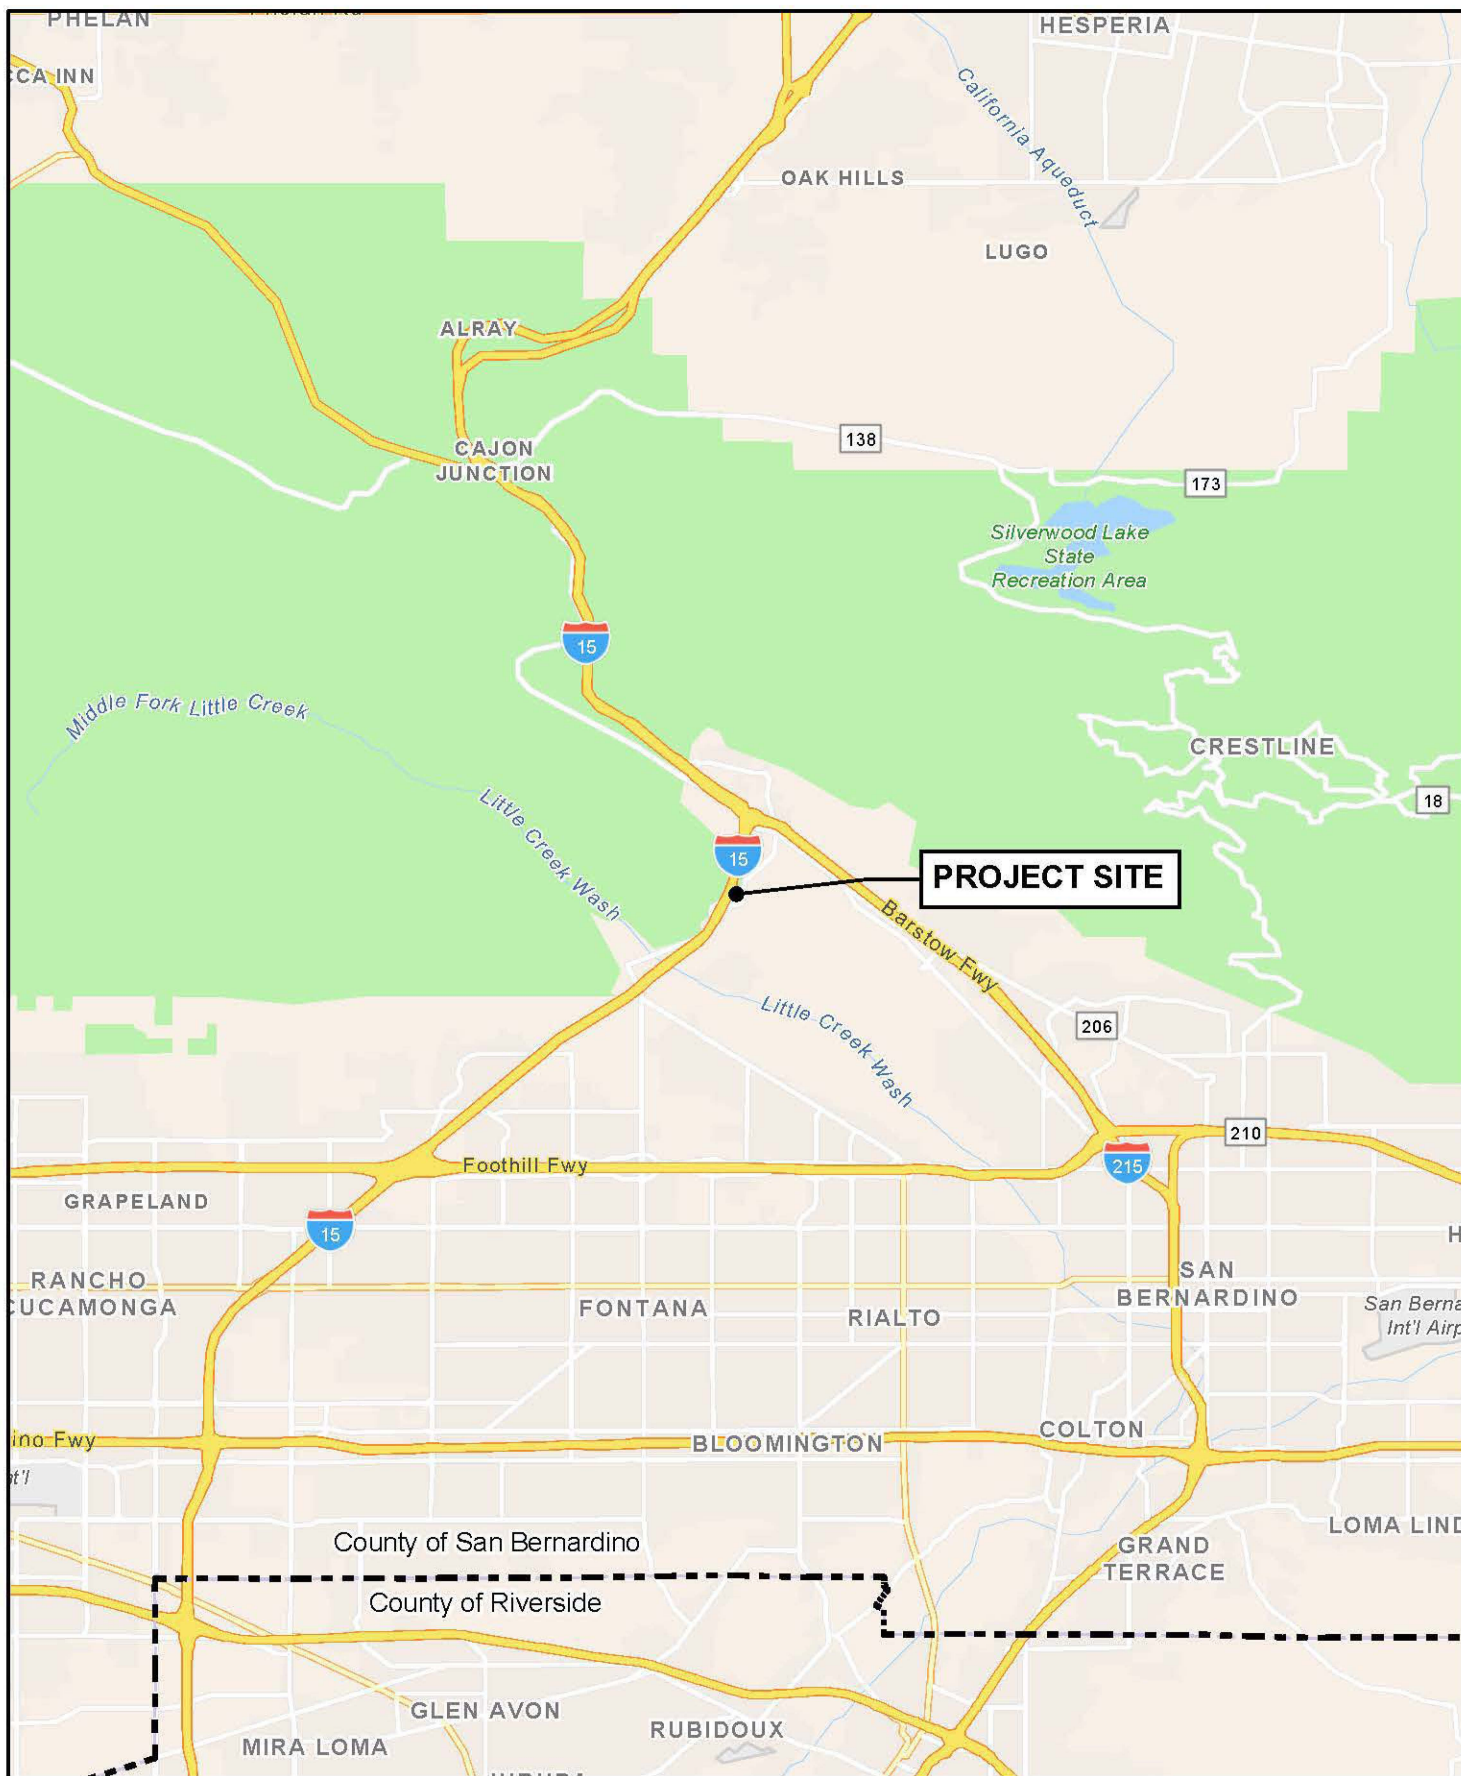 PHELAN
HESPERIA
CCA INN
California Aqueduct
OAK HILLS
LUGO
ALRAY
138
CAJON
JUNCTION
173
Silverwood Lake
State
Recreation Area
15
Middle Fork Little Creek
CRESTLINE
Little Creek Wash
18
15
PROJECT SITE
Barstow Fwy
Little Creek Wash
206
210
Foothill Fwy
215
GRAPELAND
15
H
RANCHO
CUCAMONGA
SAN
BERNARDINO
FONTANA
RIALTO
San Berna
Int'l Airp
COLTON
ino Fwy
BLOOMINGTON
t'l
LOMA LIND
County of San Bernardino
GRAND
TERRACE
County of Riverside
GLEN AVON
RUBIDOUX
MIRA LOMA